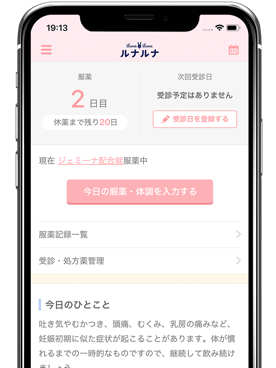 19:13
Luna Luna
ルナルナ
服薬
2日目
休薬まで残り20日
次回受診日
受診予定はありません
受診日を登録する
現在 ジェミーナ配合錠服薬中
今日の服薬・体調を入力する
服薬記録一覧
受診・処方薬管理
今日のひとこと
吐き気やむかつき、頭痛、むくみ、乳房の痛みなど、
妊娠初期に似た症状が起こることがあります。体が慣
れるまでの一時的なものですので、継続して飲み続け
ましょう